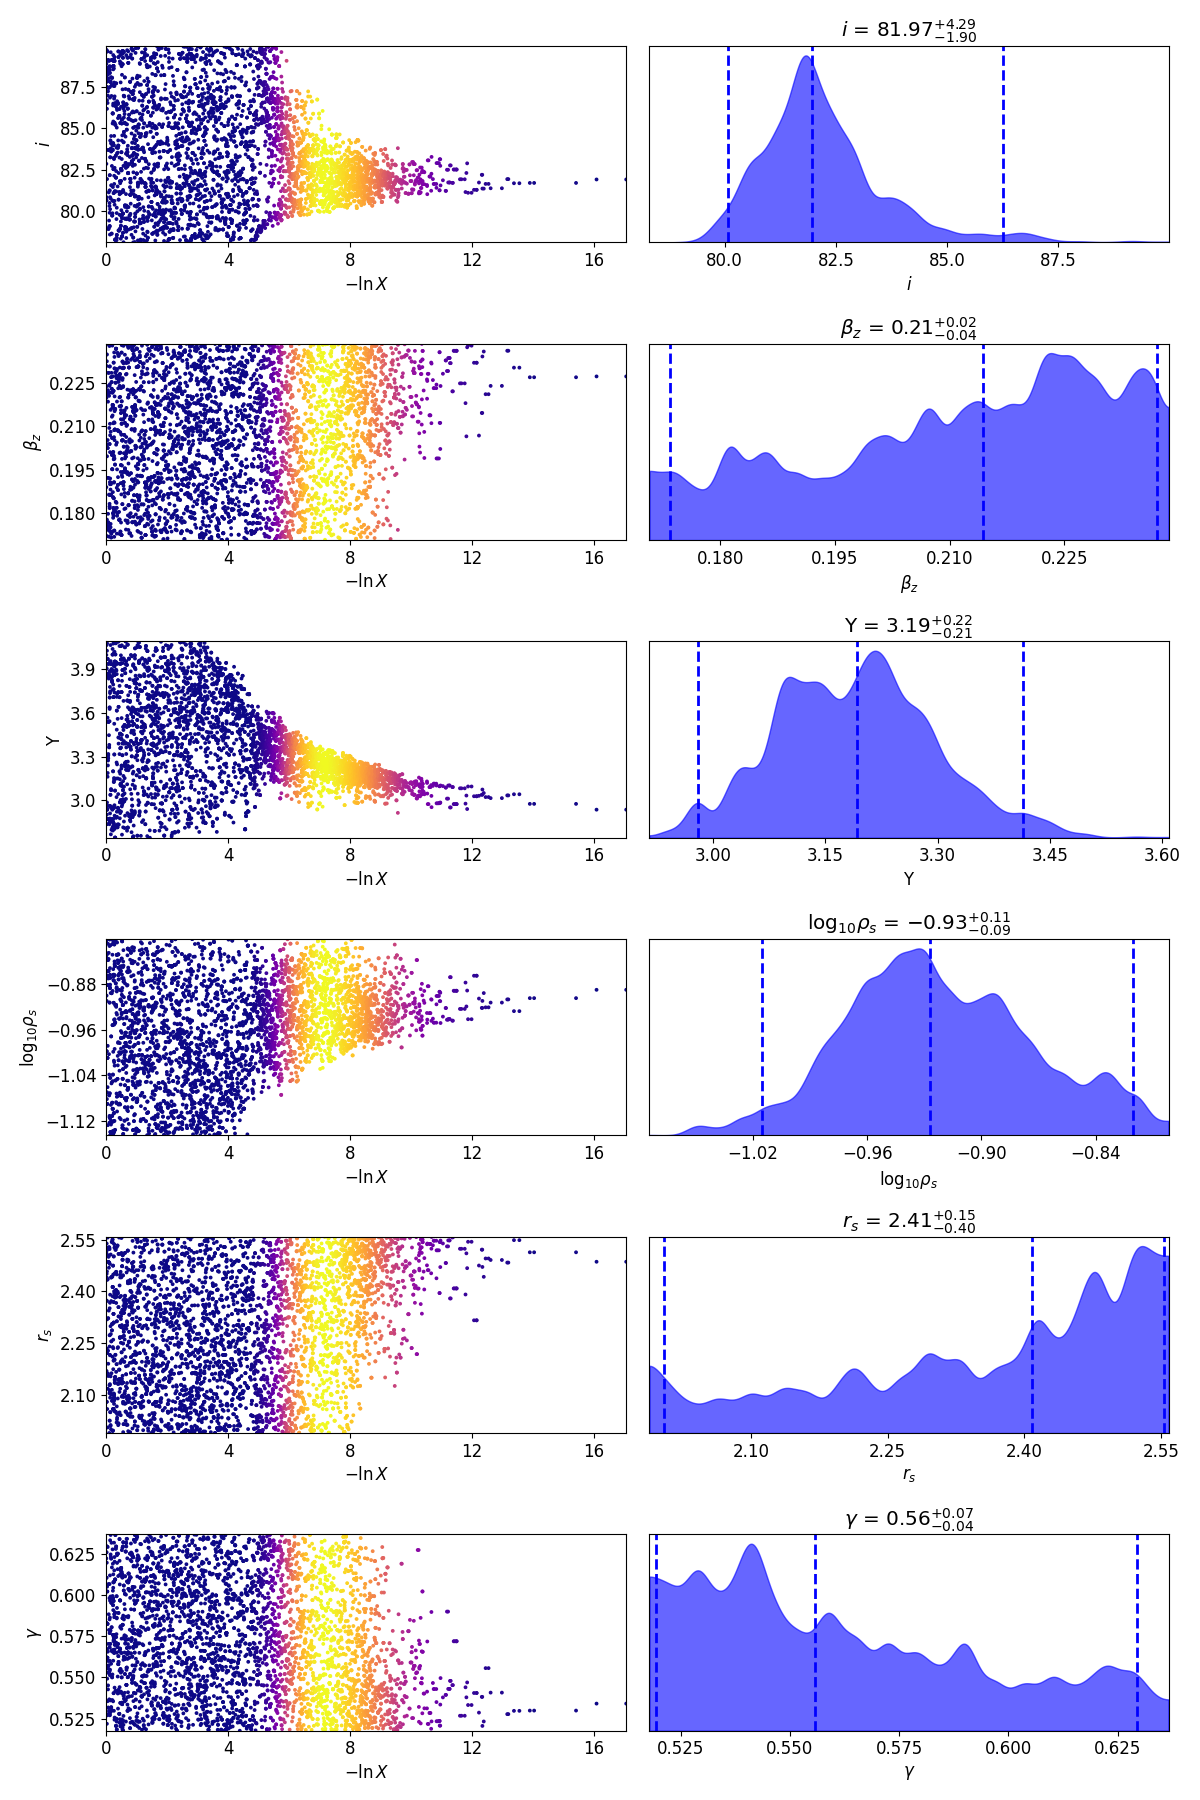 i = 81.97+4.29−1.90
87.5
85.0
82.5
80.0
i
0 4 8 12 16
−ln X
80.0 82.5 85.0 87.5
i
βz = 0.21+0.02−0.04
0.225
0.210
0.195
0.180
βz
0 4 8 12 16
−ln X
0.180 0.195 0.210 0.225
βz
Y = 3.19+0.22−0.21
3.9
3.6
3.3
3.0
Y
0 4 8 12 16
−ln X
3.00 3.15 3.30 3.45 3.60
Y
log10ρs = −0.93+0.11−0.09
−0.88
−0.96
−1.04
−1.12
log10ρs
0 4 8 12 16
−ln X
−1.02 −0.96 −0.90 −0.84
log10ρs
rs = 2.41+0.15−0.40
2.55
2.40
2.25
2.10
rs
0 4 8 12 16
−ln X
2.10 2.25 2.40 2.55
rs
γ = 0.56+0.07−0.04
0.625
0.600
0.575
0.550
0.525
γ
0 4 8 12 16
−ln X
0.525 0.550 0.575 0.600 0.625
γ